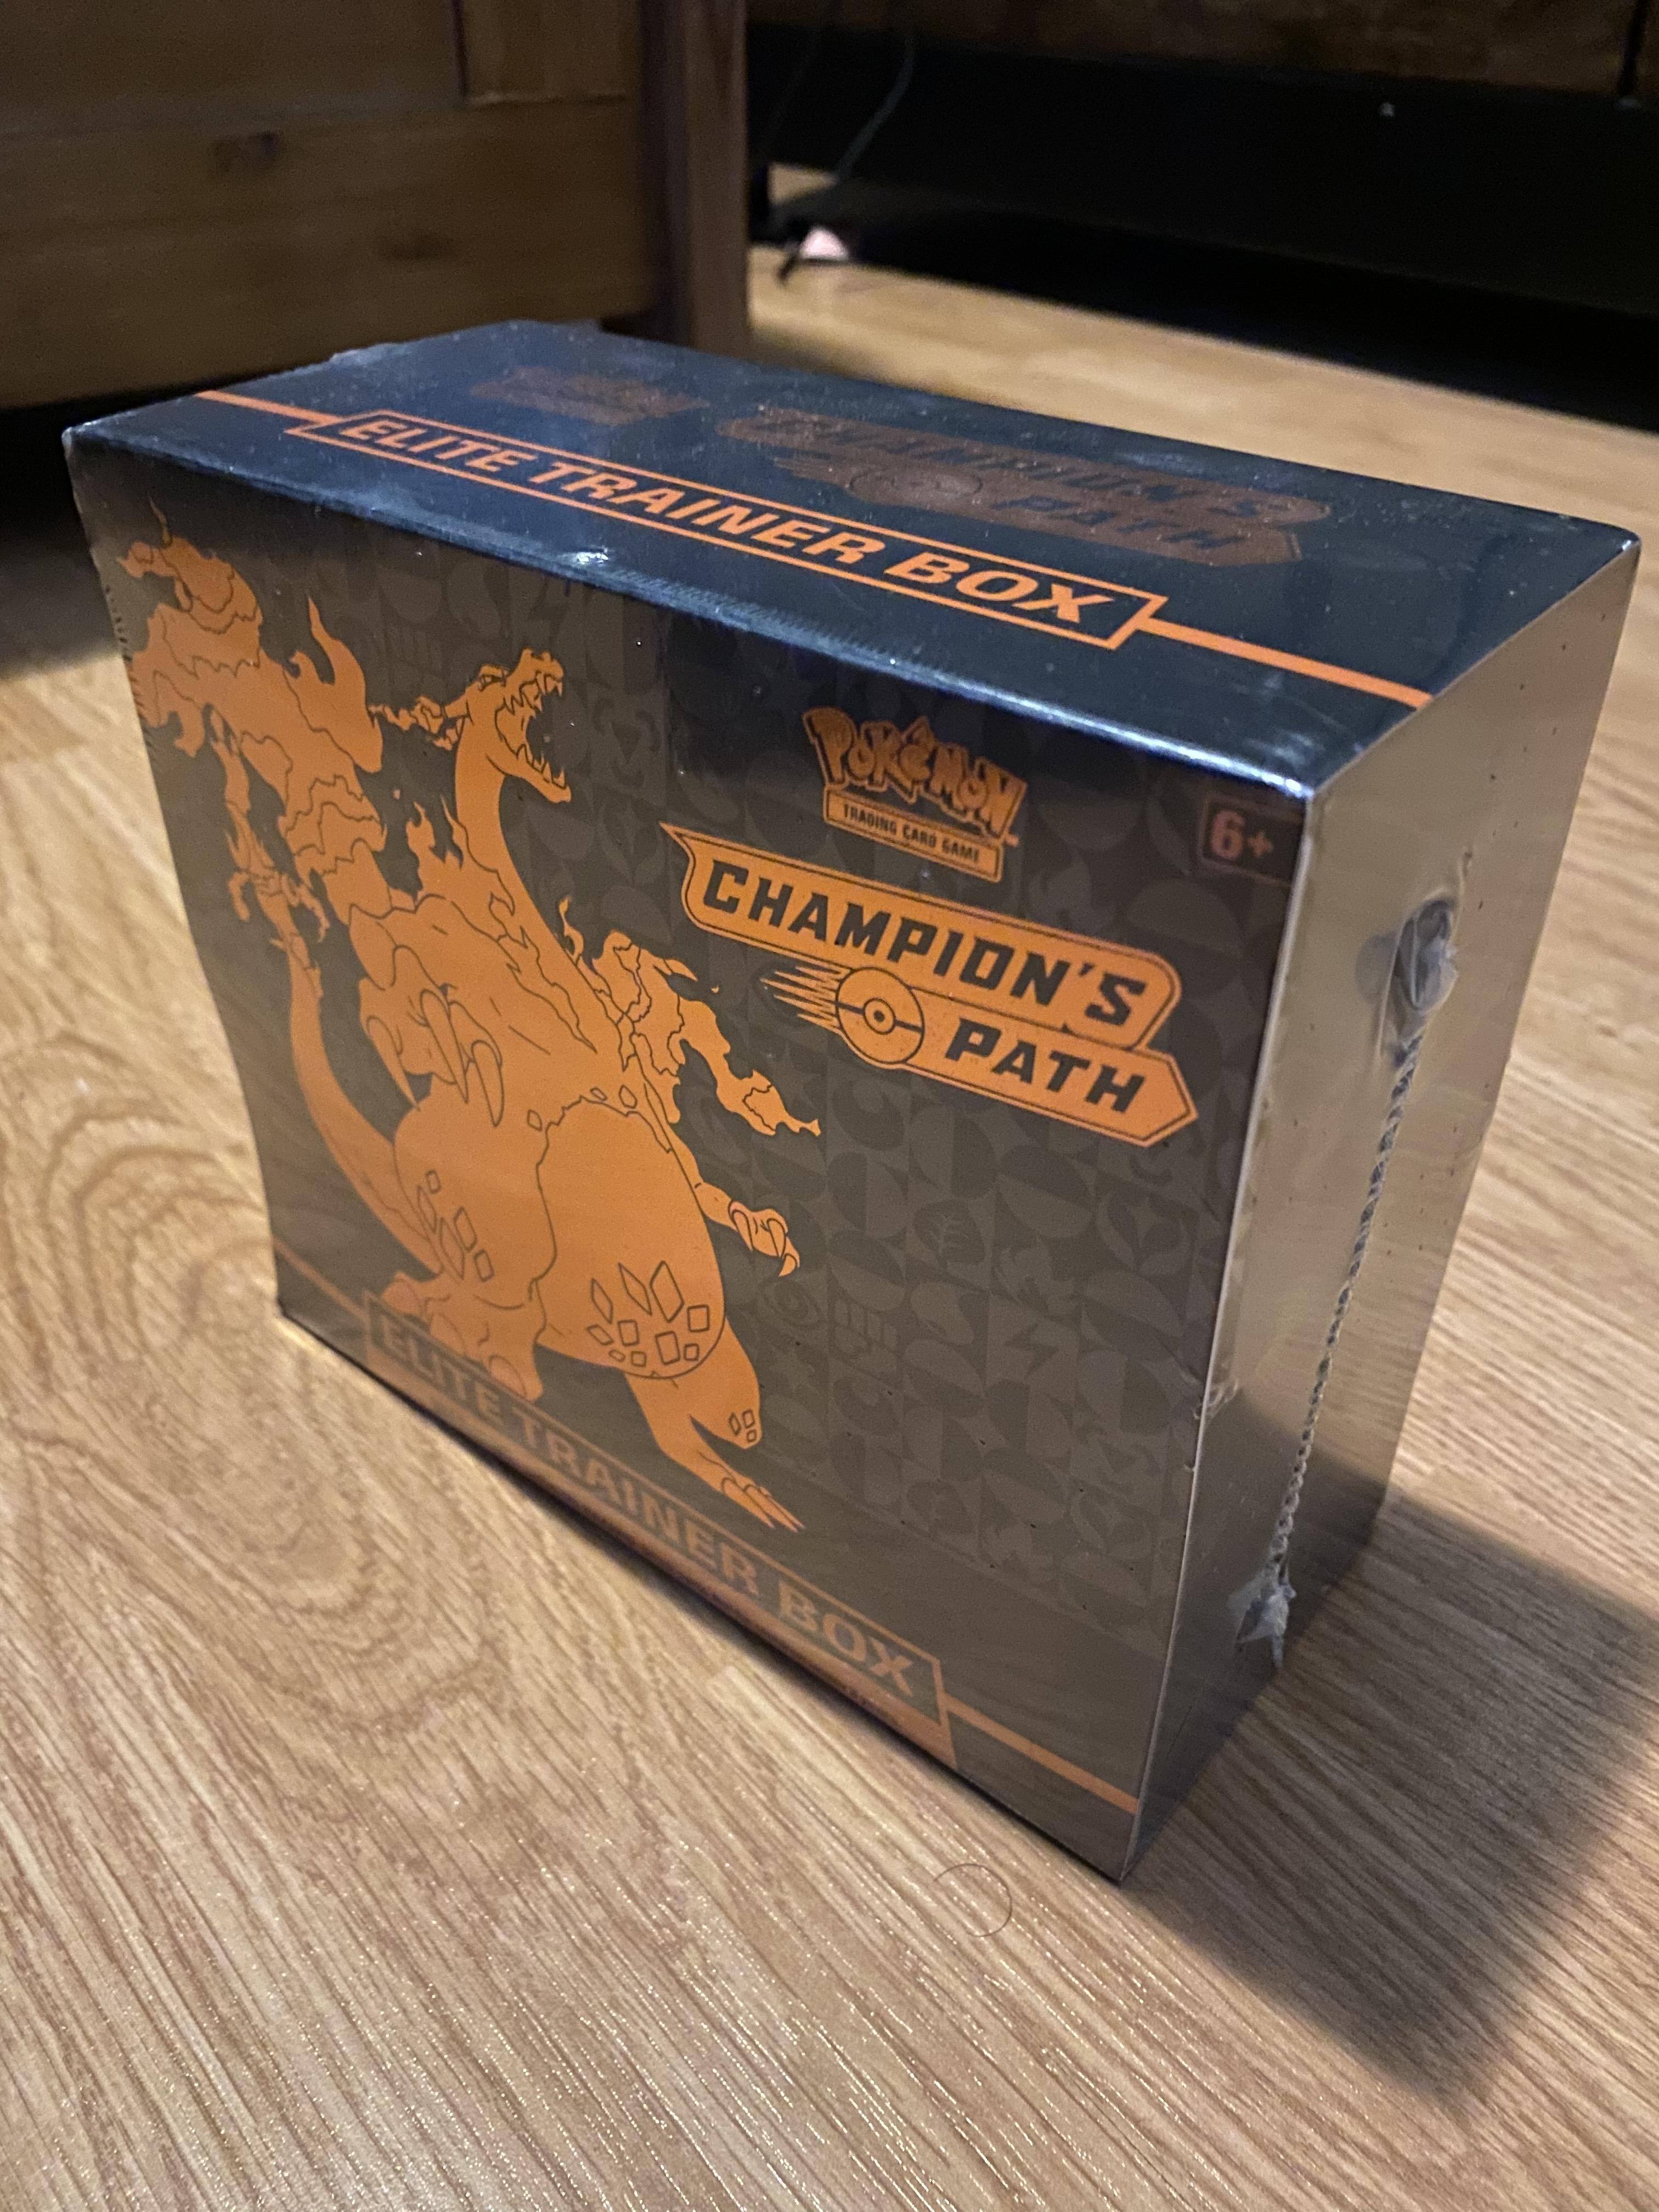 CHAMPION'S
PATH
ELITE TRAINER BOX
POKéMON
TRADING CARD GAME
6+
CHAMPION'S
PATH
ELITE TRAINER BOX